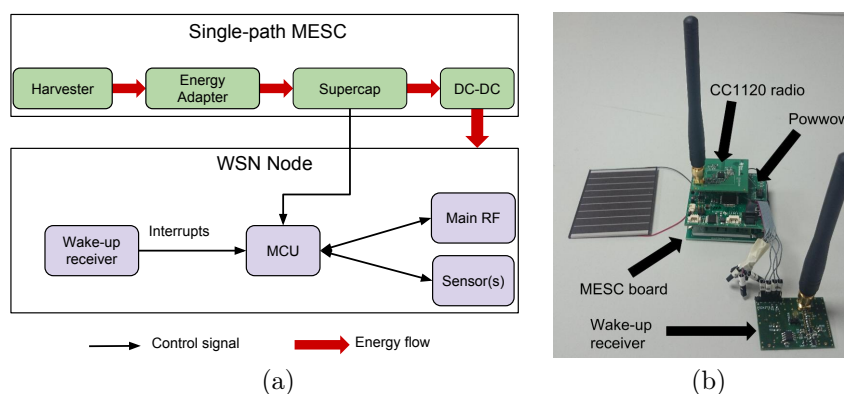 Single-path MESC
Harvester
Energy
Adapter
Supercap
DC-DC
WSN Node
Wake-up
receiver
Interrupts
MCU
Main RF
Sensor(s)
Control signal
Energy flow
(a)
CC1120 radio
Powwow
MESC board
Wake-up
receiver
(b)